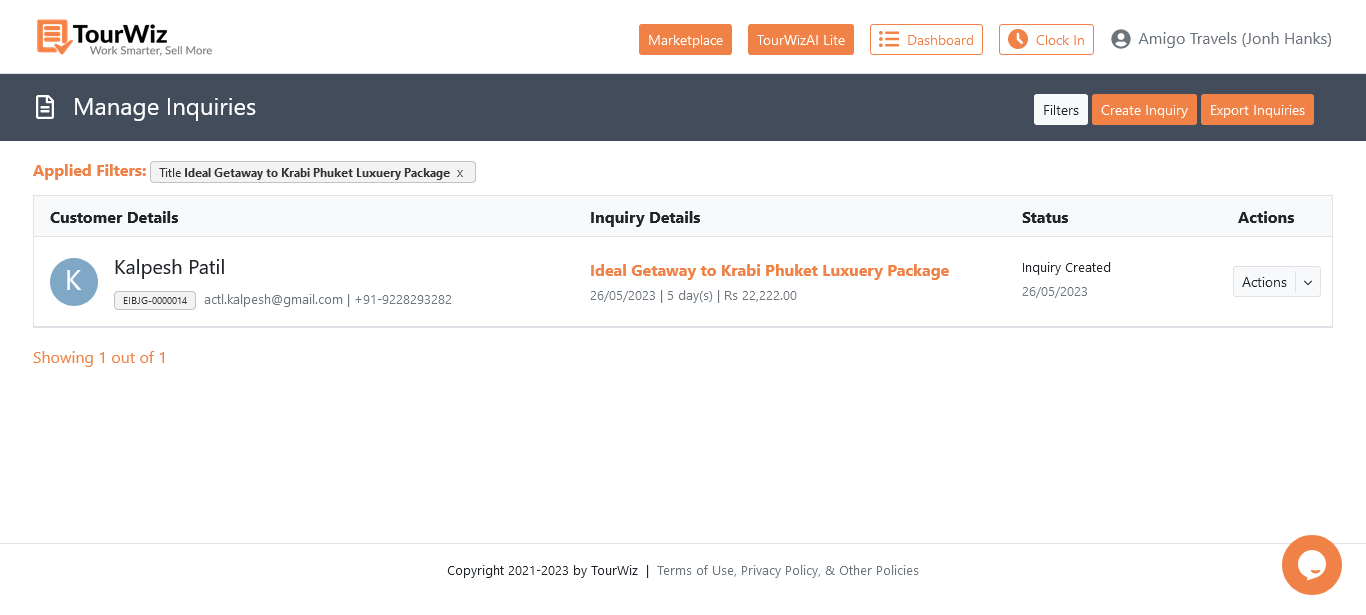 TourWiz
Work Smarter, Sell More
Marketplace
TourWizAI Lite
Dashboard
Clock In
Amigo Travels (Jonh Hanks)
Manage Inquiries
Filters
Create Inquiry
Export Inquiries
Applied Filters: Title Ideal Getaway to Krabi Phuket Luxuery Package x
Customer Details
Inquiry Details
Status
Actions
K
Kalpesh Patil
EIBJG-0000014 actl.kalpesh@gmail.com | +91-9228293282
Ideal Getaway to Krabi Phuket Luxuery Package
26/05/2023 | 5 day(s) | Rs 22,222.00
Inquiry Created
26/05/2023
Actions
Showing 1 out of 1
Copyright 2021-2023 by TourWiz | Terms of Use, Privacy Policy, & Other Policies